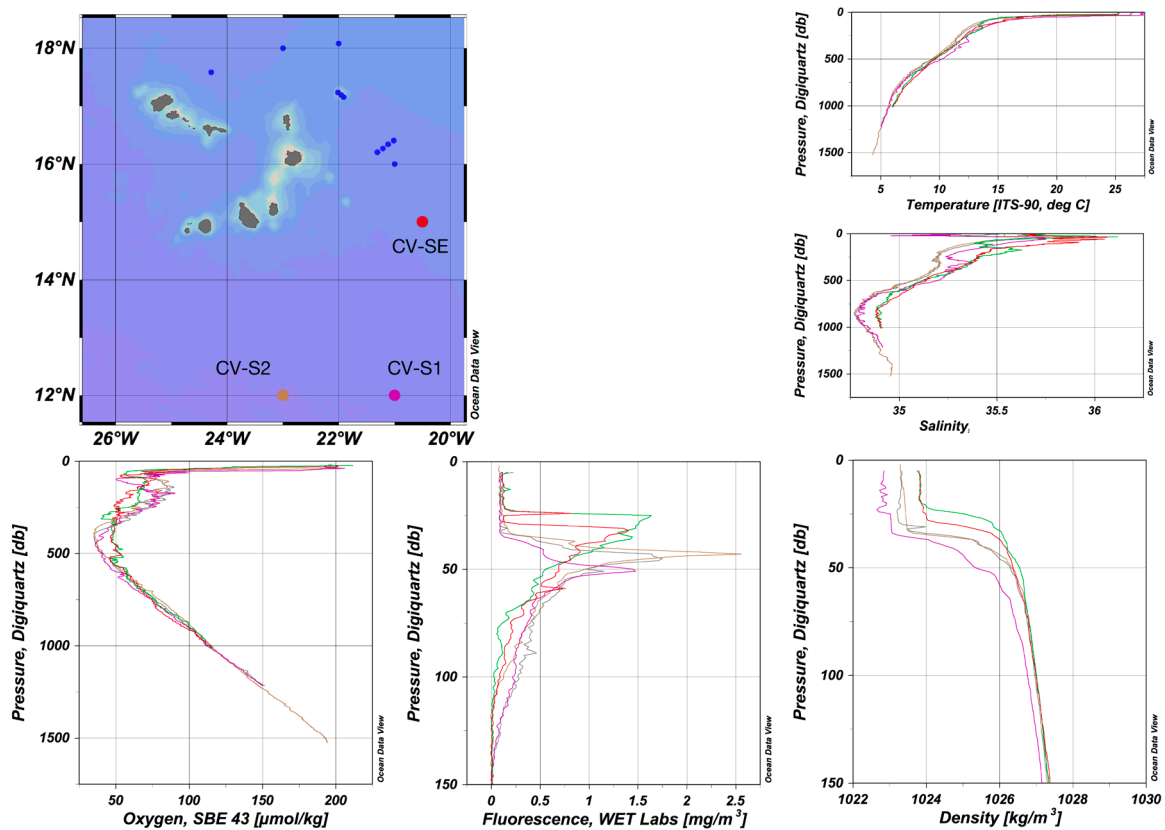 18°N
16°N
14°N
12°N
26°W
24°W
22°W
20°W
CV-SE
CV-S2
CV-S1
Ocean Data View
Pressure, Digiquartz [db]
0
500
1000
1500
5
10
15
20
25
Temperature [ITS-90, deg C]
Ocean Data View
Pressure, Digiquartz [db]
0
500
1000
1500
35
35.5
36
Salinity
Ocean Data View
Pressure, Digiquartz [db]
0
500
1000
1500
50
100
150
200
Oxygen, SBE 43 [µmol/kg]
Ocean Data View
Pressure, Digiquartz [db]
0
50
100
150
0
0.5
1
1.5
2
2.5
Fluorescence, WET Labs [mg/m³]
Ocean Data View
Pressure, Digiquartz [db]
0
50
100
150
1022
1024
1026
1028
1030
Density [kg/m³]
Ocean Data View